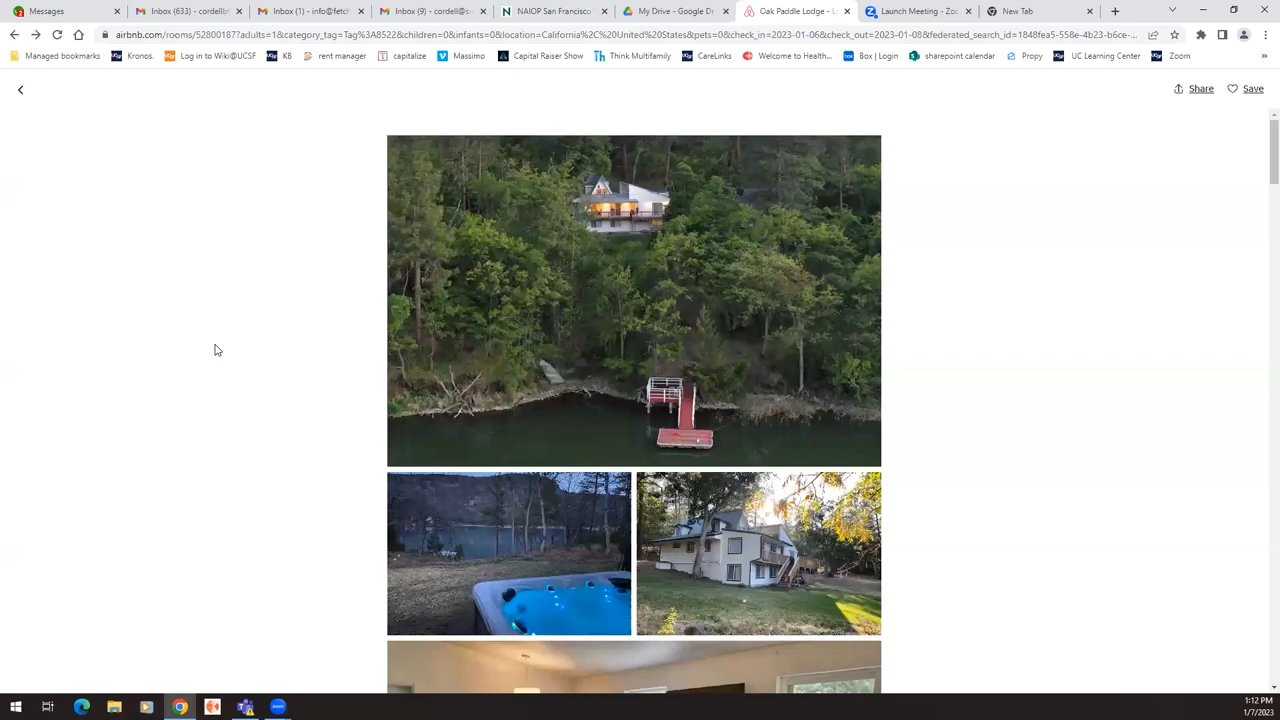 Messages
Inbox (633) - cordellb
Inbox (1) - info@fetch
Inbox (9) - cordell@s
NAIOP San Francisco
My Drive - Google Dr
Oak Paddle Lodge - L
Launch Meeting - Zoo
New Tab
airbnb.com/rooms/52800187?adults=1&category_tag=Tag%3A8522&children=0&infants=0&location=California%2C%20United%20States&pets=0&check_in=2023-01-06&check_out=2023-01-08&federated_search_id=1848fea5-558e-4b23-b6ce-...
Managed bookmarks
Kronos
Log in to Wiki@UCSF
KB
rent manager
capitalize
Massimo
Capital Raiser Show
Think Multifamily
CareLinks
Welcome to Health...
Box | Login
sharepoint calendar
Propy
UC Learning Center
Zoom
»
Share
Save
1:12 PM
1/7/2023